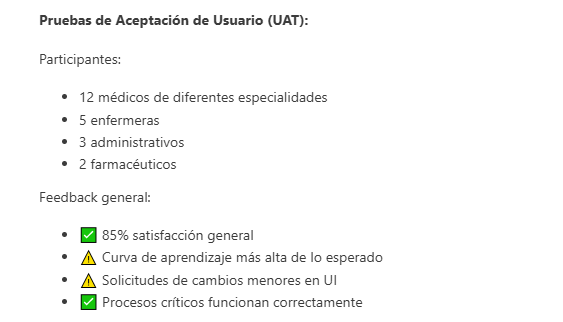 Pruebas de Aceptación de Usuario (UAT):
Participantes:
• 12 médicos de diferentes especialidades
• 5 enfermeras
• 3 administrativos
• 2 farmacéuticos
Feedback general:
• ✅ 85% satisfacción general
• ⚠️ Curva de aprendizaje más alta de lo esperado
• ⚠️ Solicitudes de cambios menores en UI
• ✅ Procesos críticos funcionan correctamente